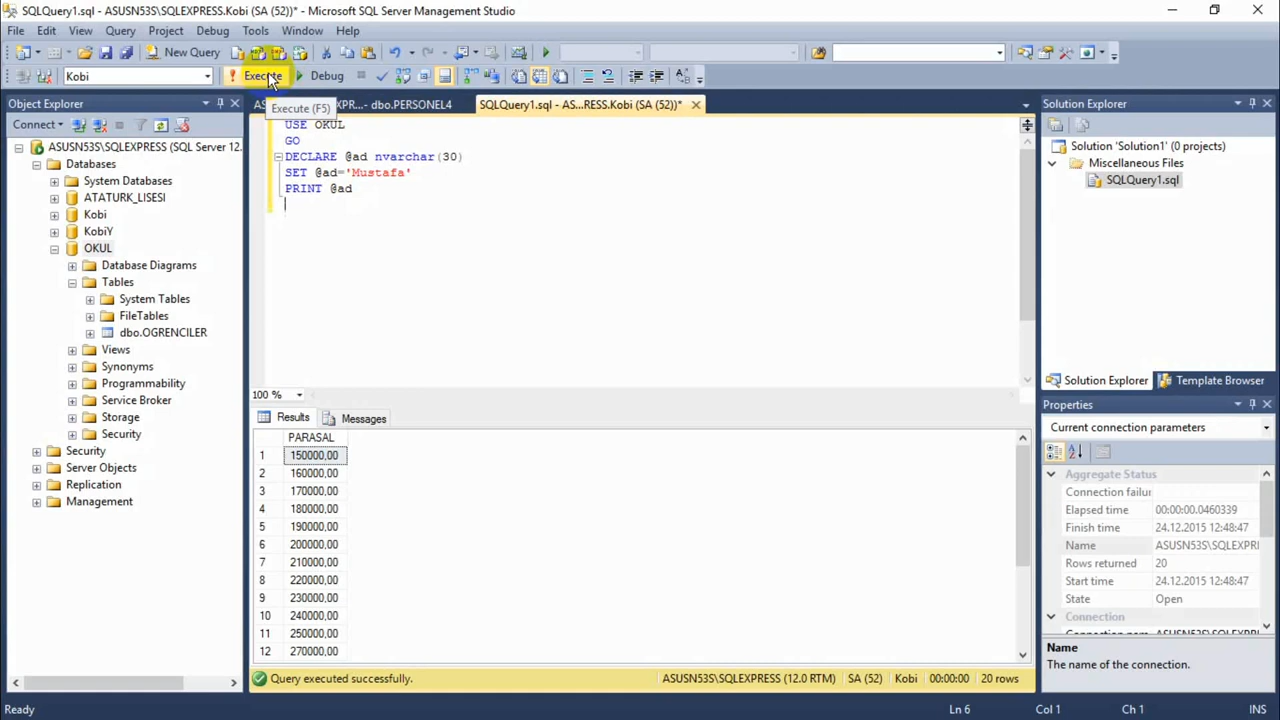 SQLQuery1.sql - ASUSN53S\SQLEXPRESS.Kobi (SA (52))* - Microsoft SQL Server Management Studio
File Edit View Query Project Debug Tools Window Help
New Query
Kobi Execute Debug
Execute (F5)
Object Explorer
Connect
ASUSN53S\SQLEXPRESS (SQL Server 12.
Databases
System Databases
ATATURK_LISESI
Kobi
KobiY
OKUL
Database Diagrams
Tables
System Tables
FileTables
dbo.OGRENCILER
Views
Synonyms
Programmability
Service Broker
Storage
Security
Security
Server Objects
Replication
Management
dbo.PERSONEL4 SQLQuery1.sql - AS...RESS.Kobi (SA (52))*
USE OKUL
GO
DECLARE @ad nvarchar(30)
SET @ad='Mustafa'
PRINT @ad
100 %
Results Messages
PARASAL
1 150000,00
2 160000,00
3 170000,00
4 180000,00
5 190000,00
6 200000,00
7 210000,00
8 220000,00
9 230000,00
10 240000,00
11 250000,00
12 270000,00
Query executed successfully. ASUSN53S\SQLEXPRESS (12.0 RTM) SA (52) Kobi 00:00:00 20 rows
Solution Explorer
Solution 'Solution1' (0 projects)
Miscellaneous Files
SQLQuery1.sql
Solution Explorer Template Browser
Properties
Current connection parameters
Aggregate Status
Connection failur
Elapsed time 00:00:00.0460339
Finish time 24.12.2015 12:48:47
Name ASUSN53S\SQLEXPRI
Rows returned 20
Start time 24.12.2015 12:48:47
State Open
Connection
Name
The name of the connection.
Ready Ln 6 Col 1 Ch 1 INS